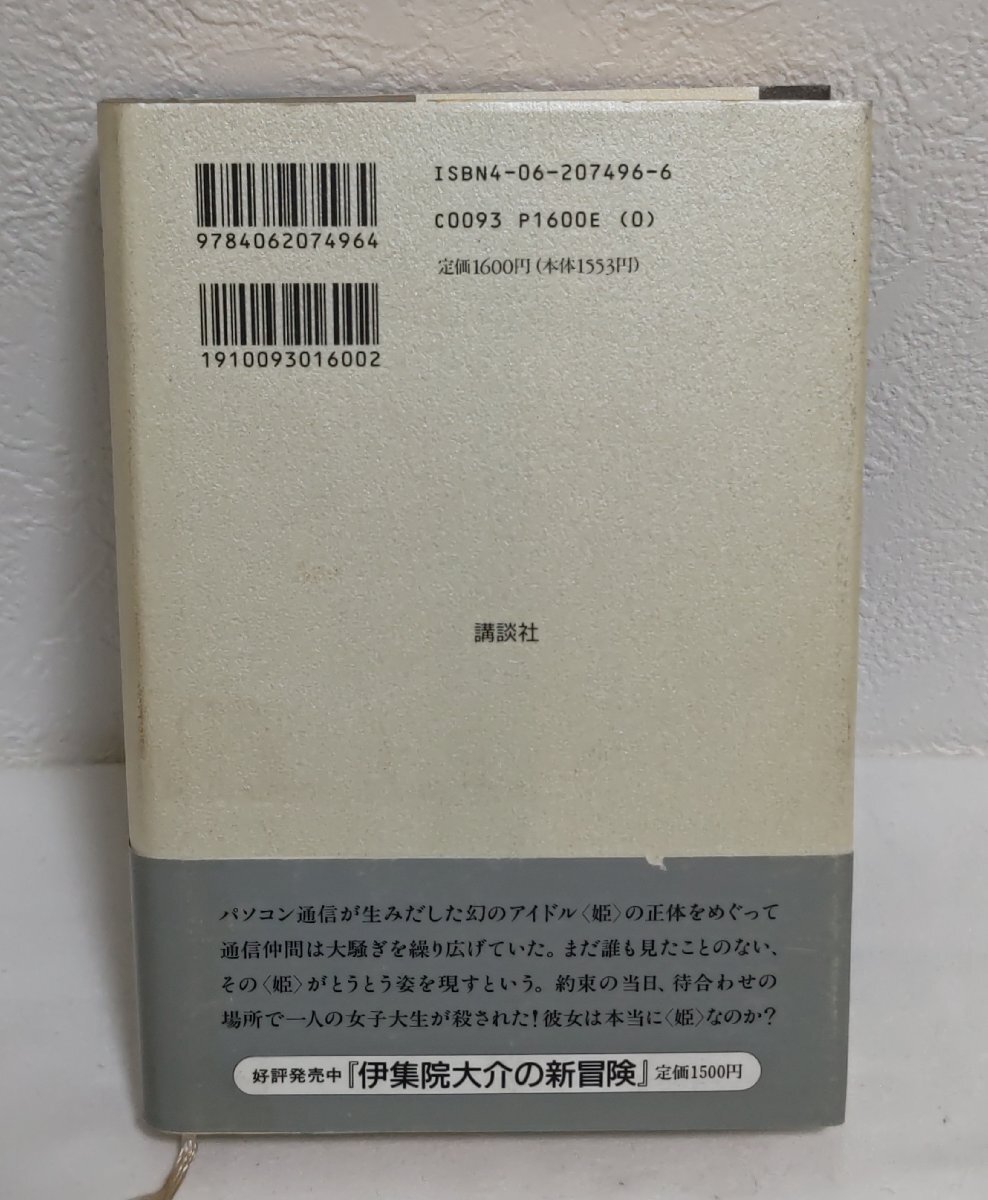 9784062074964
ISBN4-06-207496-6
C0093 P1600E (0)
定価1600円(本体1553円)
1910093016002
講談社
パソコン通信が生みだした幻のアイドル〈姫〉の正体をめぐって
通信仲間は大騒ぎを繰り広げていた。まだ誰も見たことのない、
その〈姫〉がとうとう姿を現すという。約束の当日、待合わせの
場所で一人の女子大生が殺された!彼女は本当に〈姫〉なのか?
好評発売中『伊集院大介の新冒険』定価1500円